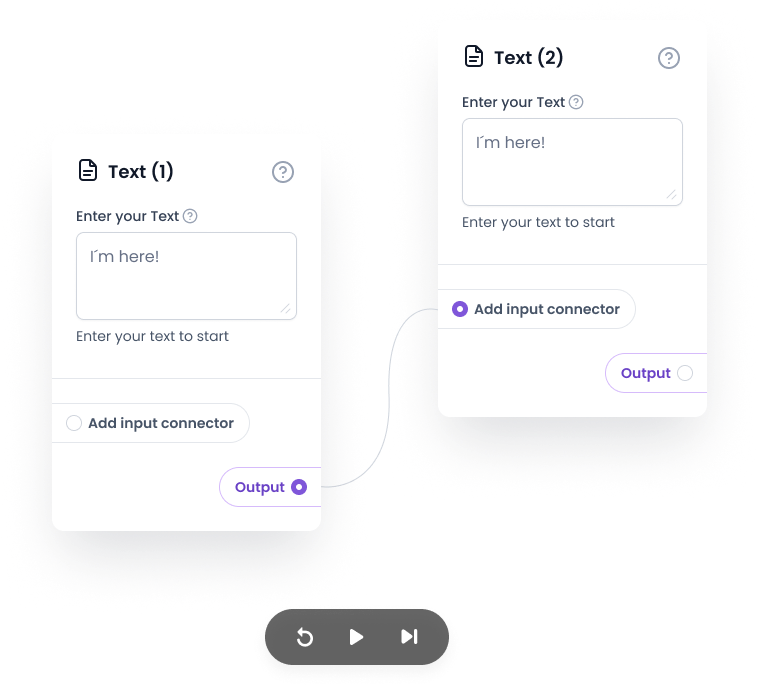 Text (1)
Enter your Text
I´m here!
Enter your text to start
Add input connector
Output
Text (2)
Enter your Text
I´m here!
Enter your text to start
Add input connector
Output